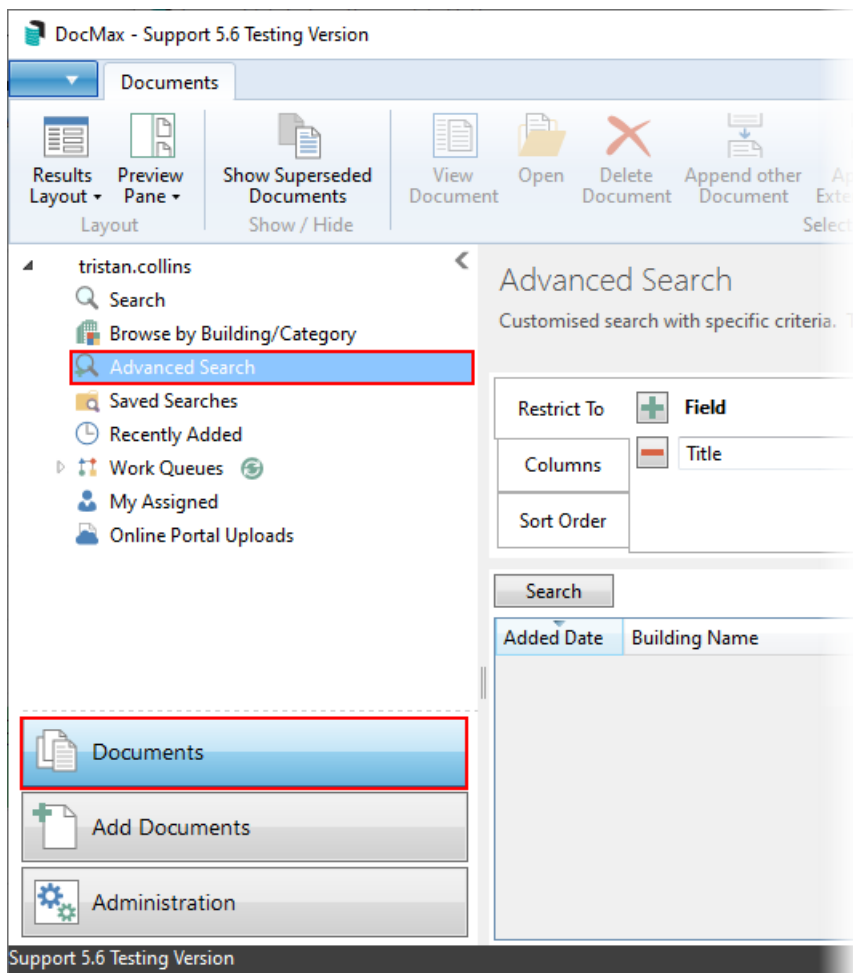 DocMax - Support 5.6 Testing Version
Documents
Results Layout
Preview Pane
Show Superseded Documents
View Document
Open
Delete Document
Append other Document
Layout
Show / Hide
tristan.collins
Search
Browse by Building/Category
Advanced Search
Saved Searches
Recently Added
Work Queues
My Assigned
Online Portal Uploads
Documents
Add Documents
Administration
Advanced Search
Customised search with specific criteria.
Restrict To
Field
Columns
Title
Sort Order
Search
Added Date Building Name
Support 5.6 Testing Version